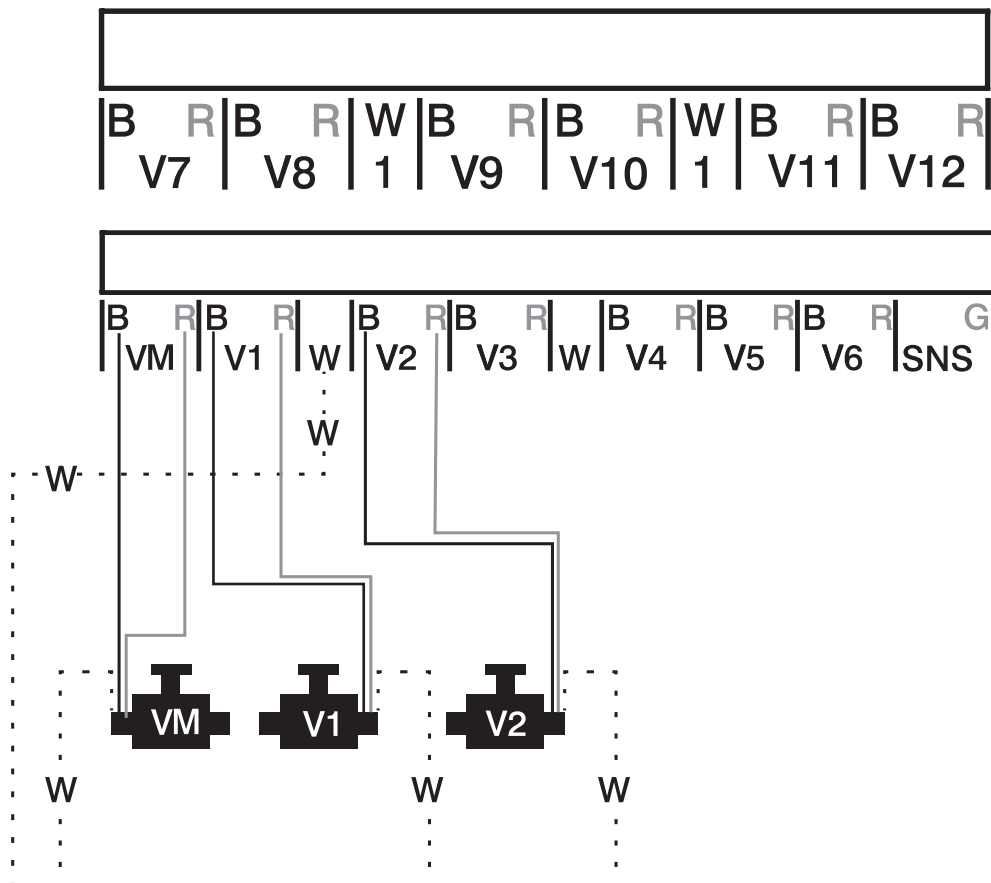 B R B R W B R B R W B R B R
V7 V8 1 V9 V10 1 V11 V12
B R B R B R B R B R B R B R G
VM V1 W V2 V3 W V4 V5 V6 SNS
W
W
VM V1 V2
W W W